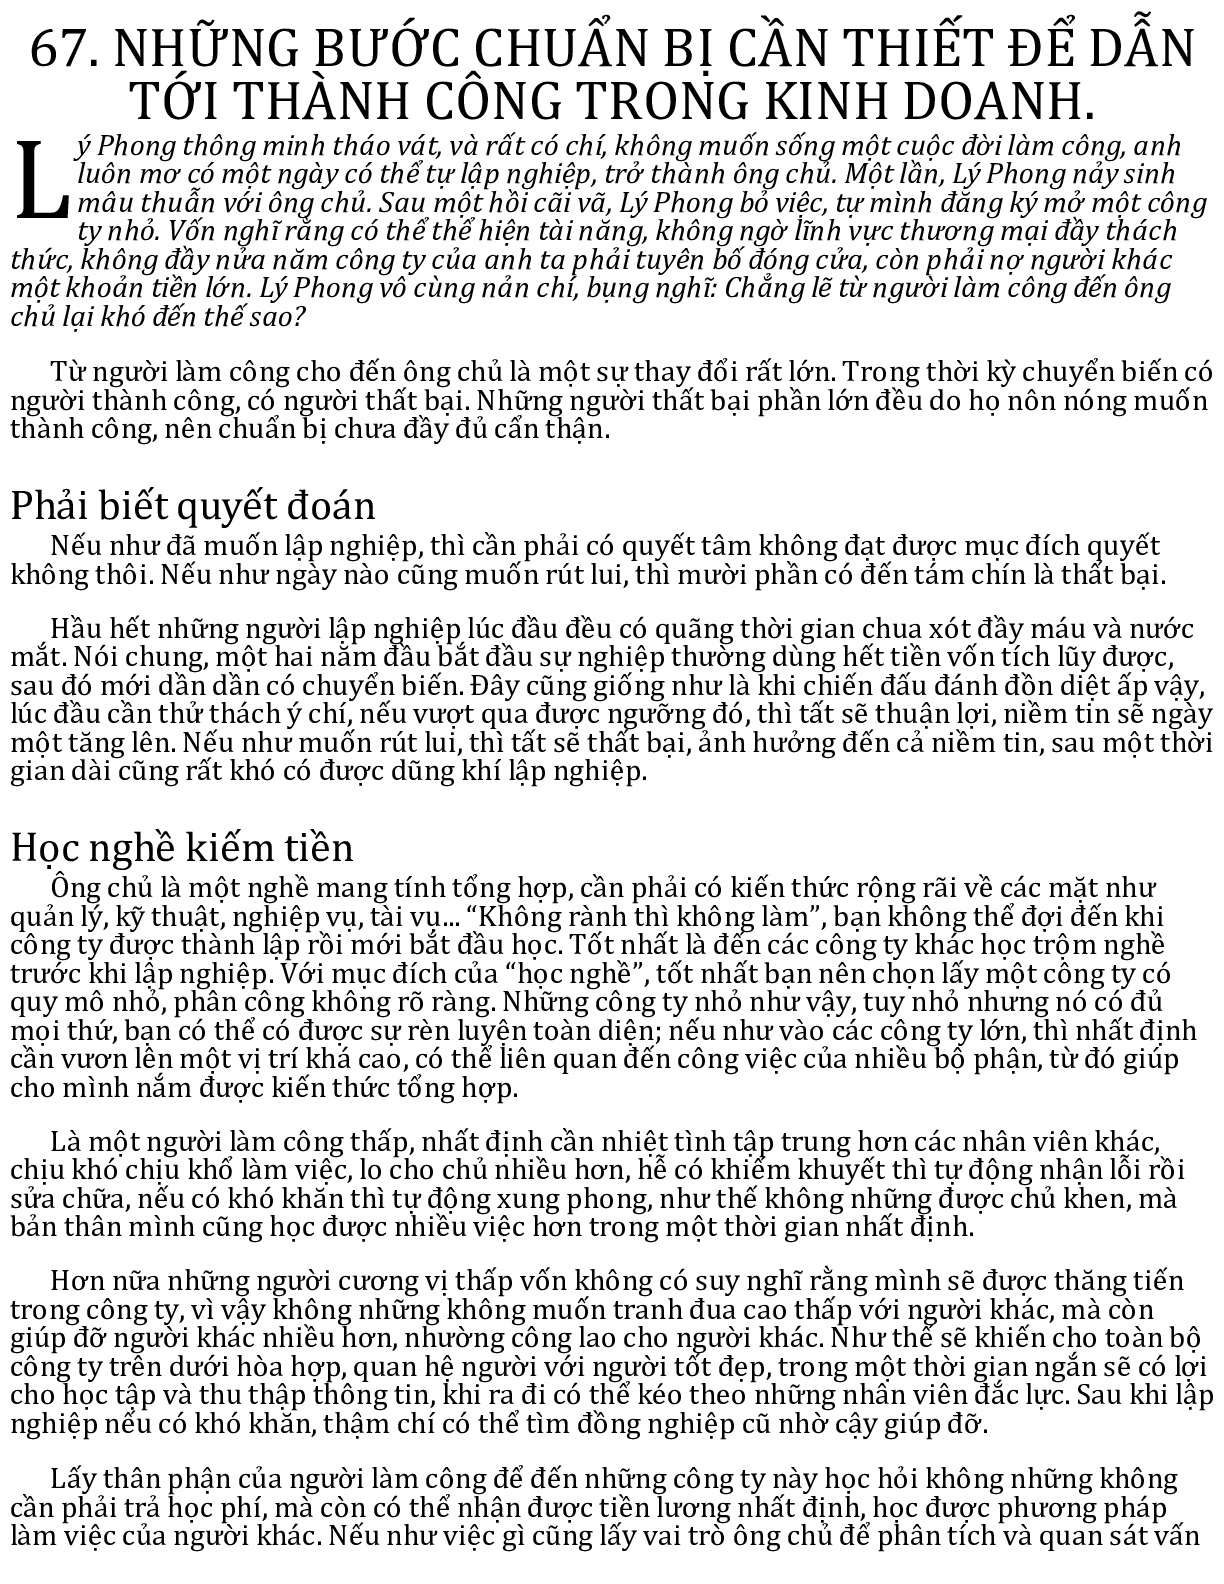 67. NHỮNG BƯỚC CHUẨN BỊ CẦN THIẾT ĐỂ DẪN
TỚI THÀNH CÔNG TRONG KINH DOANH.
Lý Phong thông minh tháo vát, và rất có chí, không muốn sống một cuộc đời làm công, anh
luôn mơ có một ngày có thể tự lập nghiệp, trở thành ông chủ. Một lần, Lý Phong nảy sinh
mâu thuẫn với ông chủ. Sau một hồi cãi vã, Lý Phong bỏ việc, tự mình đăng ký mở một công
ty nhỏ. Vốn nghĩ rằng có thể thể hiện tài năng, không ngờ lĩnh vực thương mại đầy thách
thức, không đầy nửa năm công ty của anh ta phải tuyên bố đóng cửa, còn phải nợ người khác
một khoản tiền lớn. Lý Phong vô cùng nản chí, bụng nghĩ: Chẳng lẽ từ người làm công đến ông
chủ lại khó đến thế sao?
Từ người làm công cho đến ông chủ là một sự thay đổi rất lớn. Trong thời kỳ chuyển biến có
người thành công, có người thất bại. Những người thất bại phần lớn đều do họ nôn nóng muốn
thành công, nên chuẩn bị chưa đầy đủ cẩn thận.
Phải biết quyết đoán
Nếu như đã muốn lập nghiệp, thì cần phải có quyết tâm không đạt được mục đích quyết
không thôi. Nếu như ngày nào cũng muốn rút lui, thì mười phần có đến tám chín là thất bại.
Hầu hết những người lập nghiệp lúc đầu đều có quãng thời gian chua xót đầy máu và nước
mắt. Nói chung, một hai năm đầu bắt đầu sự nghiệp thường dùng hết tiền vốn tích lũy được,
sau đó mới dần dần có chuyển biến. Đây cũng giống như là khi chiến đấu đánh đồn diệt ấp vậy,
lúc đầu cần thử thách ý chí, nếu vượt qua được ngưỡng đó, thì tất sẽ thuận lợi, niềm tin sẽ ngày
một tăng lên. Nếu như muốn rút lui, thì tất sẽ thất bại, ảnh hưởng đến cả niềm tin, sau một thời
gian dài cũng rất khó có được dũng khí lập nghiệp.
Học nghề kiếm tiền
Ông chủ là một nghề mang tính tổng hợp, cần phải có kiến thức rộng rãi về các mặt như
quản lý, kỹ thuật, nghiệp vụ, tài vụ... “Không rành thì không làm”, bạn không thể đợi đến khi
công ty được thành lập rồi mới bắt đầu học. Tốt nhất là đến các công ty khác học trộm nghề
trước khi lập nghiệp. Với mục đích của “học nghề”, tốt nhất bạn nên chọn lấy một công ty có
quy mô nhỏ, phân công không rõ ràng. Những công ty nhỏ như vậy, tuy nhỏ nhưng nó có đủ
mọi thứ, bạn có thể có được sự rèn luyện toàn diện; nếu như vào các công ty lớn, thì nhất định
cần vươn lên một vị trí khá cao, có thể liên quan đến công việc của nhiều bộ phận, từ đó giúp
cho mình nắm được kiến thức tổng hợp.
Là một người làm công thấp, nhất định cần nhiệt tình tập trung hơn các nhân viên khác,
chịu khó chịu khổ làm việc, lo cho chủ nhiều hơn, hễ có khiếm khuyết thì tự động nhận lỗi rồi
sửa chữa, nếu có khó khăn thì tự động xung phong, như thế không những được chủ khen, mà
bản thân mình cũng học được nhiều việc hơn trong một thời gian nhất định.
Hơn nữa những người cương vị thấp vốn không có suy nghĩ rằng mình sẽ được thăng tiến
trong công ty, vì vậy không những không muốn tranh đua cao thấp với người khác, mà còn
giúp đỡ người khác nhiều hơn, nhường công lao cho người khác. Như thế sẽ khiến cho toàn bộ
công ty trên dưới hòa hợp, quan hệ người với người tốt đẹp, trong một thời gian ngắn sẽ có lợi
cho học tập và thu thập thông tin, khi ra đi có thể kéo theo những nhân viên đắc lực. Sau khi lập
nghiệp nếu có khó khăn, thậm chí có thể tìm đồng nghiệp cũ nhờ cậy giúp đỡ.
Lấy thân phận của người làm công để đến những công ty này học hỏi không những không
cần phải trả học phí, mà còn có thể nhận được tiền lương nhất định, học được phương pháp
làm việc của người khác. Nếu như việc gì cũng lấy vai trò ông chủ để phân tích và quan sát vấn